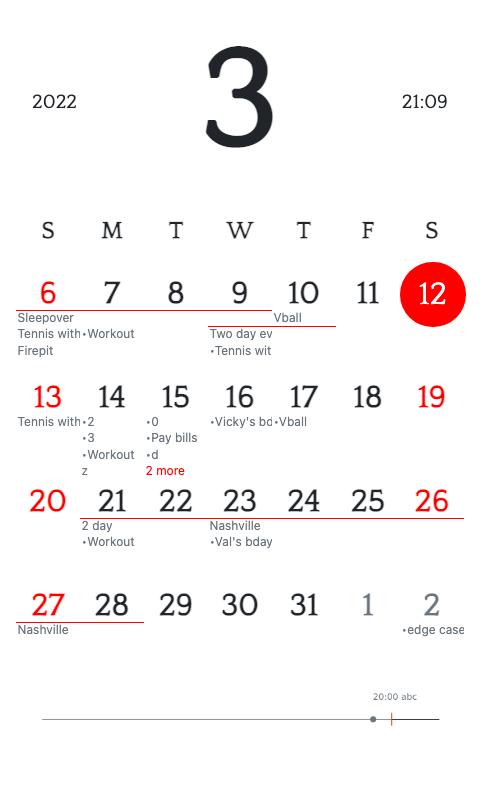 3
2022 21:09
S M T W T F S
6 7 8 9 10 11 12
Sleepover Vball
Tennis with •Workout Two day ev
Firepit •Tennis wit
13 14 15 16 17 18 19
Tennis with •2 •0 •Vicky's bd •Vball
•3 •Pay bills
•Workout •d
z 2 more
20 21 22 23 24 25 26
2 day Nashville
•Workout •Val's bday
27 28 29 30 31 1 2
Nashville •edge case
20:00 abc